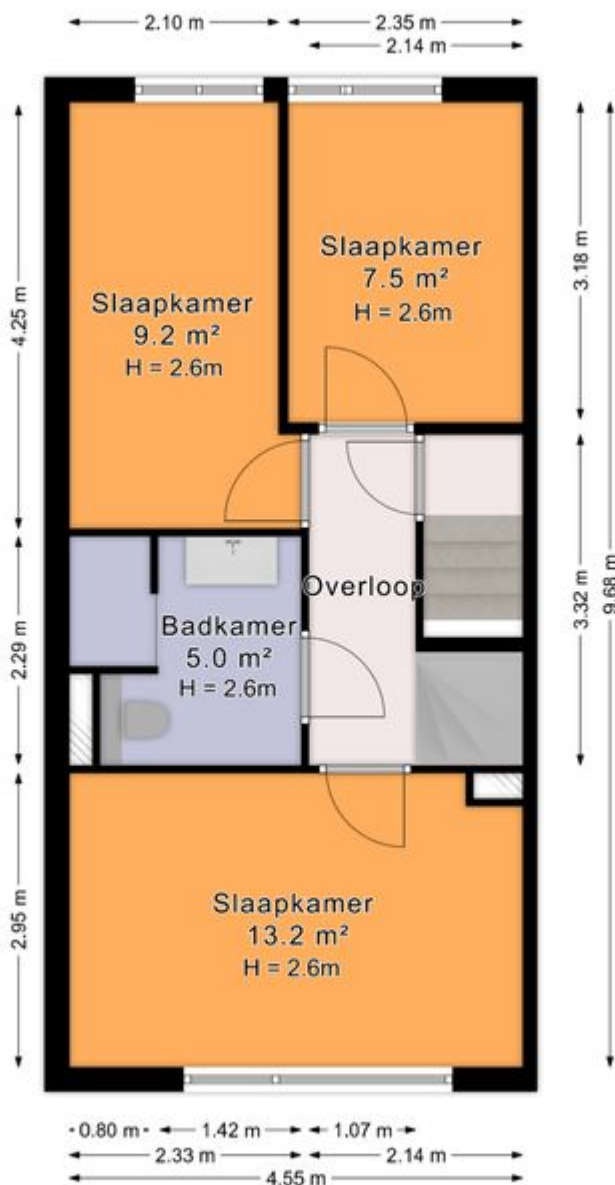 2.10 m
2.35 m
2.14 m
4.25 m
3.18 m
Slaapkamer
7.5 m²
H = 2.6m
Slaapkamer
9.2 m²
H = 2.6m
9.68 m
2.29 m
3.32 m
Overloop
Badkamer
5.0 m²
H = 2.6m
2.95 m
Slaapkamer
13.2 m²
H = 2.6m
0.80 m
1.42 m
1.07 m
2.33 m
2.14 m
4.55 m